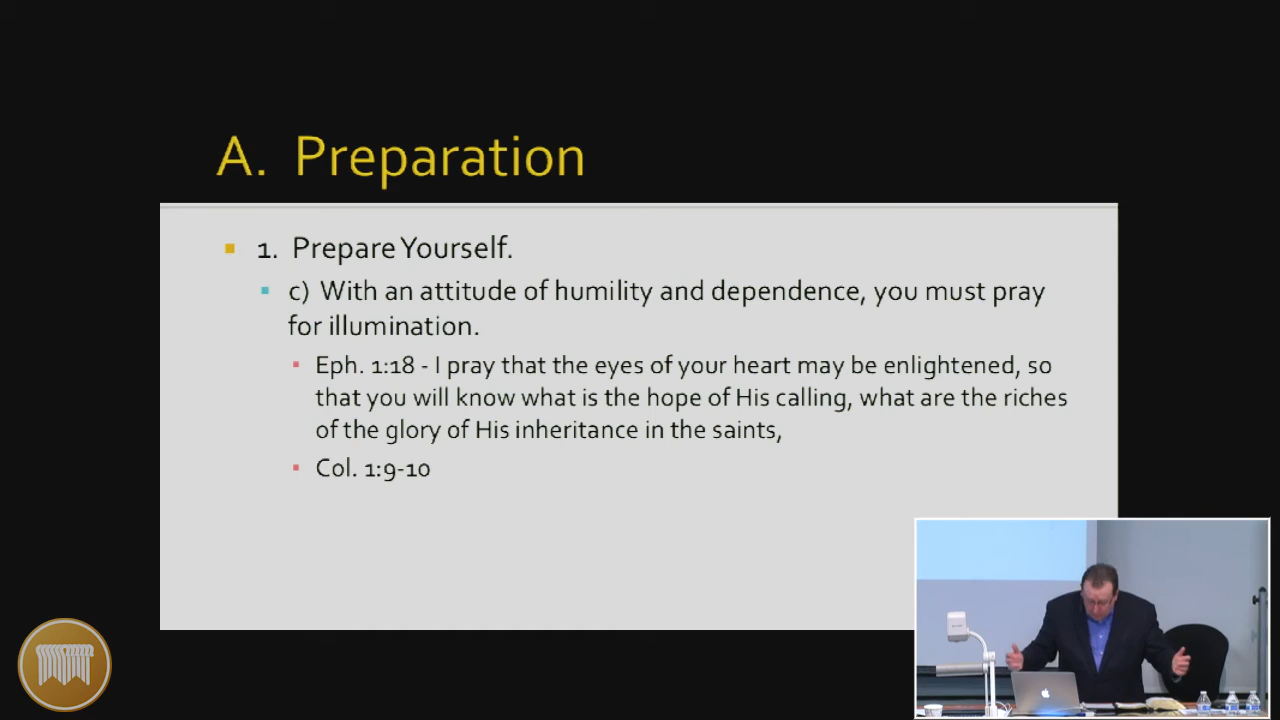 A. Preparation
1. Prepare Yourself.
c) With an attitude of humility and dependence, you must pray
for illumination.
Eph. 1:18 - I pray that the eyes of your heart may be enlightened, so
that you will know what is the hope of His calling, what are the riches
of the glory of His inheritance in the saints,
Col. 1:9-10